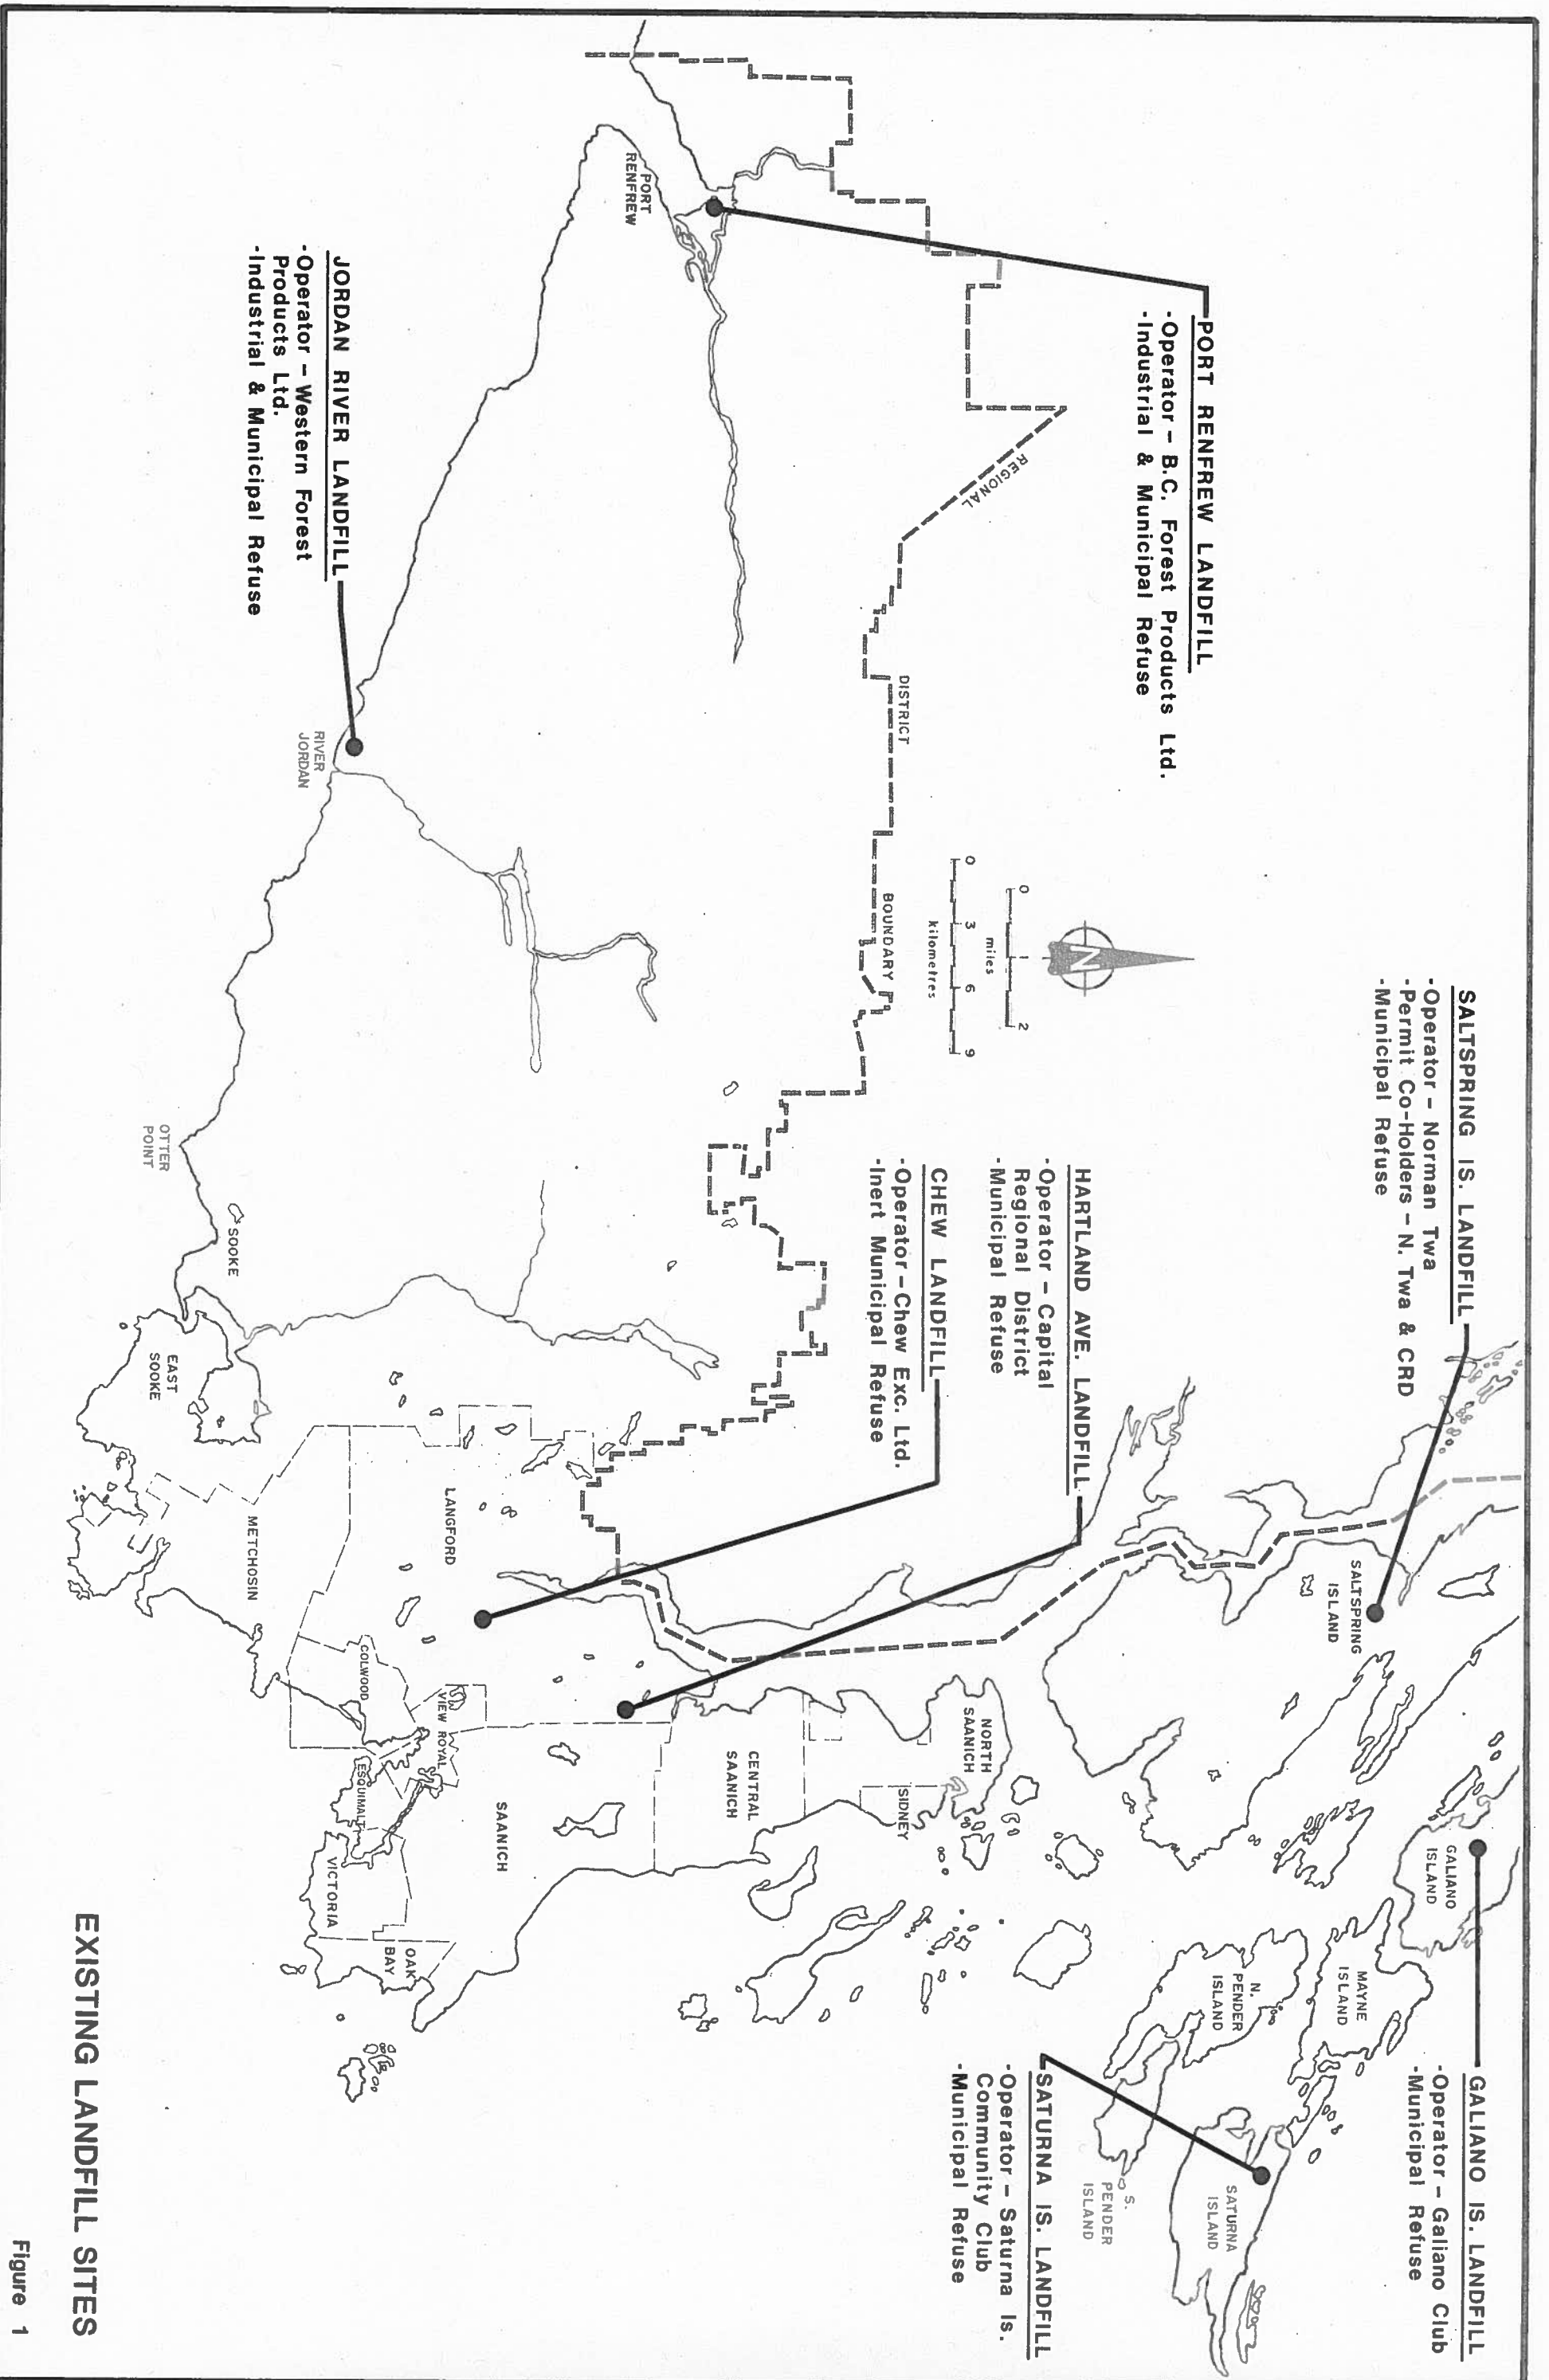 SALTSPRING IS. LANDFILL
-Operator – Norman Twa
-Permit Co-Holders – N. Twa & CRD
-Municipal Refuse
GALIANO IS. LANDFILL
-Operator – Galiano Club
-Municipal Refuse
PORT RENFREW LANDFILL
-Operator – B.C. Forest Products Ltd.
-Industrial & Municipal Refuse
HARTLAND AVE. LANDFILL
-Operator – Capital
Regional District
-Municipal Refuse
CHEW LANDFILL
-Operator – Chew Exc. Ltd.
-Inert Municipal Refuse
SATURNA IS. LANDFILL
-Operator – Saturna Is.
Community Club
-Municipal Refuse
JORDAN RIVER LANDFILL
-Operator – Western Forest
Products Ltd.
-Industrial & Municipal Refuse
N
0 1 2
miles
0 3 6 9
kilometres
REGIONAL
DISTRICT
BOUNDARY
PORT
RENFREW
RIVER
JORDAN
OTTER
POINT
SOOKE
EAST
SOOKE
METCHOSIN
LANGFORD
COLWOOD
VIEW ROYAL
ESQUIMALT
VICTORIA
OAK
BAY
SAANICH
CENTRAL
SAANICH
NORTH
SAANICH
SIDNEY
SALTSPRING
ISLAND
GALIANO
ISLAND
MAYNE
ISLAND
N.
PENDER
ISLAND
S.
PENDER
ISLAND
SATURNA
ISLAND
EXISTING LANDFILL SITES
Figure 1